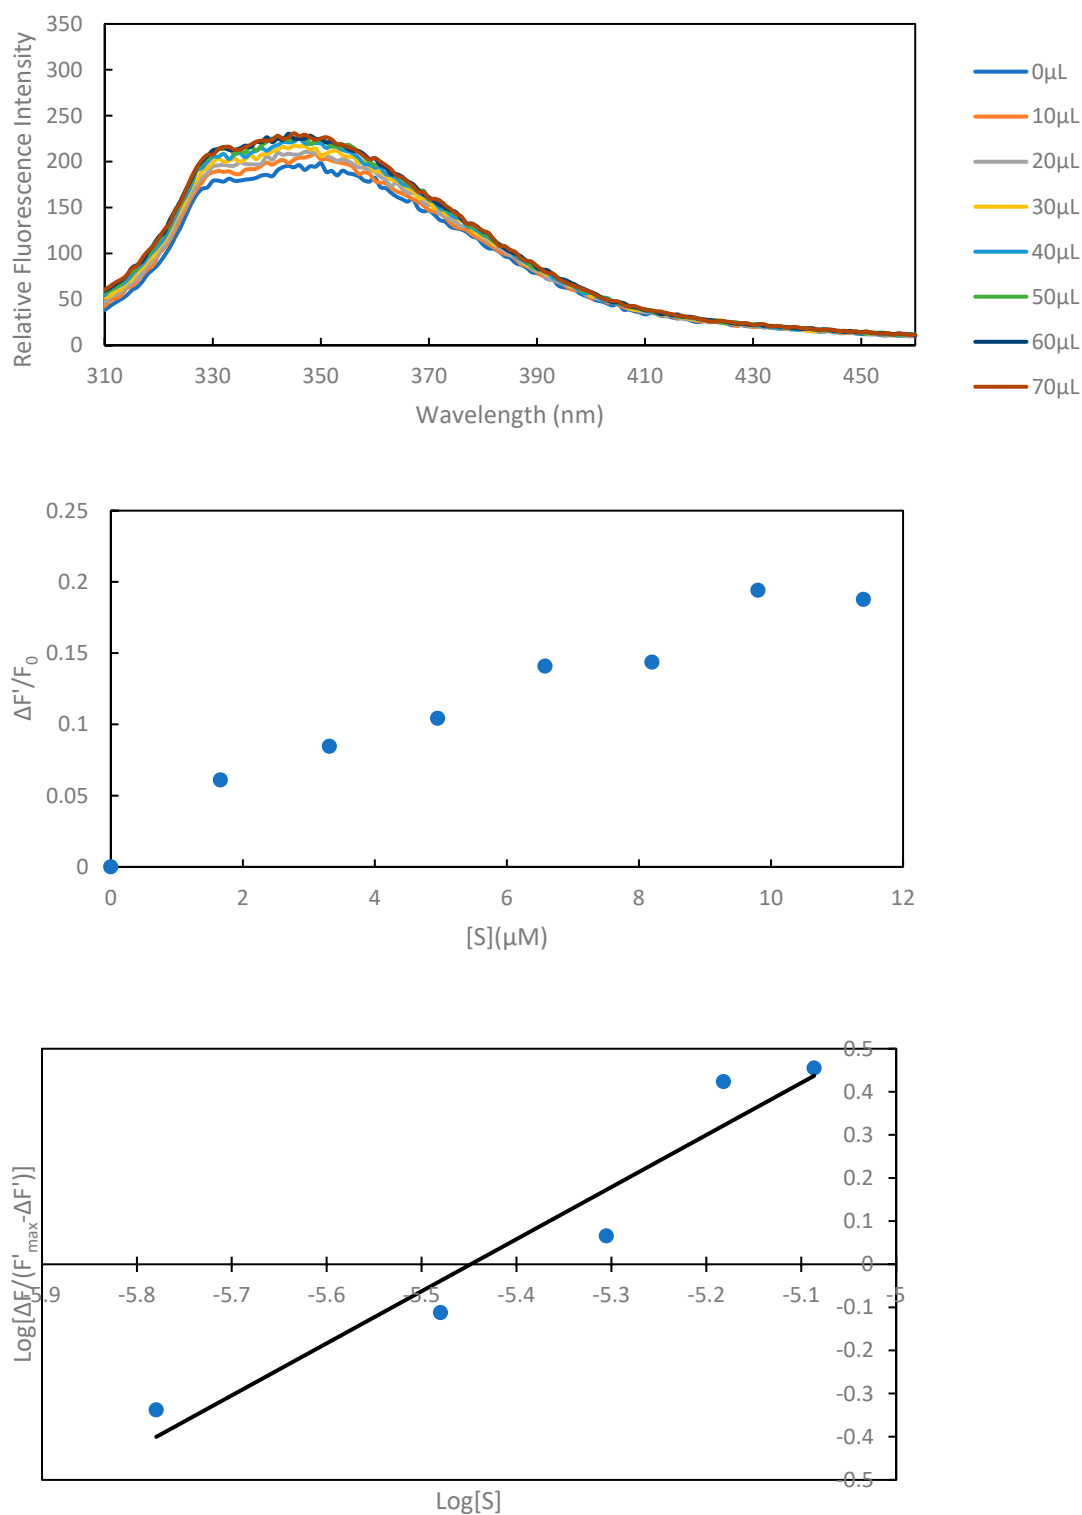 350
300
250
200
150
100
50
0
Relative Fluorescence Intensity
310 330 350 370 390 410 430 450
Wavelength (nm)
0µL
10µL
20µL
30µL
40µL
50µL
60µL
70µL
0.25
0.2
0.15
0.1
0.05
0
ΔF'/F0
0 2 4 6 8 10 12
[S](µM)
0.5
0.4
0.3
0.2
0.1
0
-0.1
-0.2
-0.3
-0.4
-0.5
Log[ΔF/(F'max-ΔF')]
-5.9 -5.8 -5.7 -5.6 -5.5 -5.4 -5.3 -5.2 -5.1 -5
Log[S]